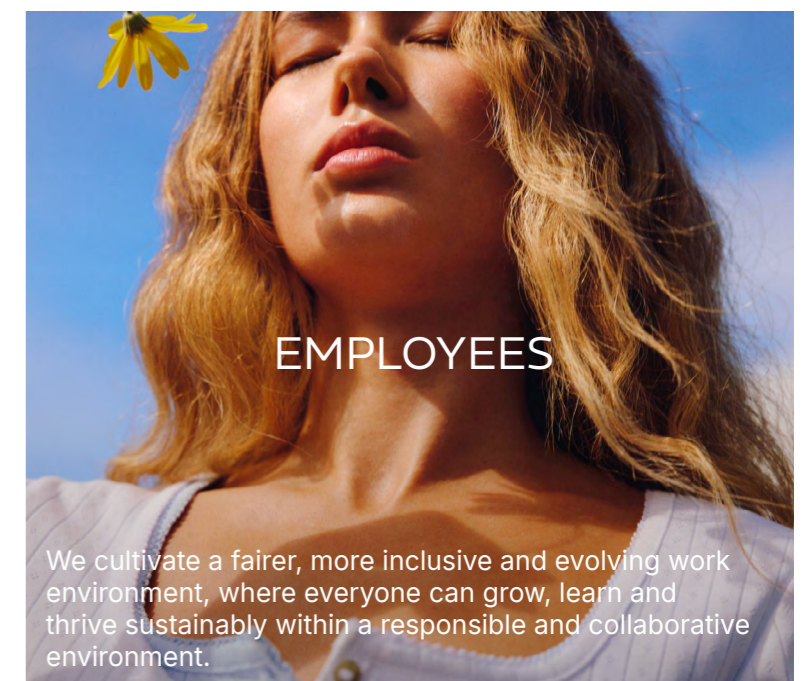 EMPLOYEES
We cultivate a fairer, more inclusive and evolving work
environment, where everyone can grow, learn and
thrive sustainably within a responsible and collaborative
environment.